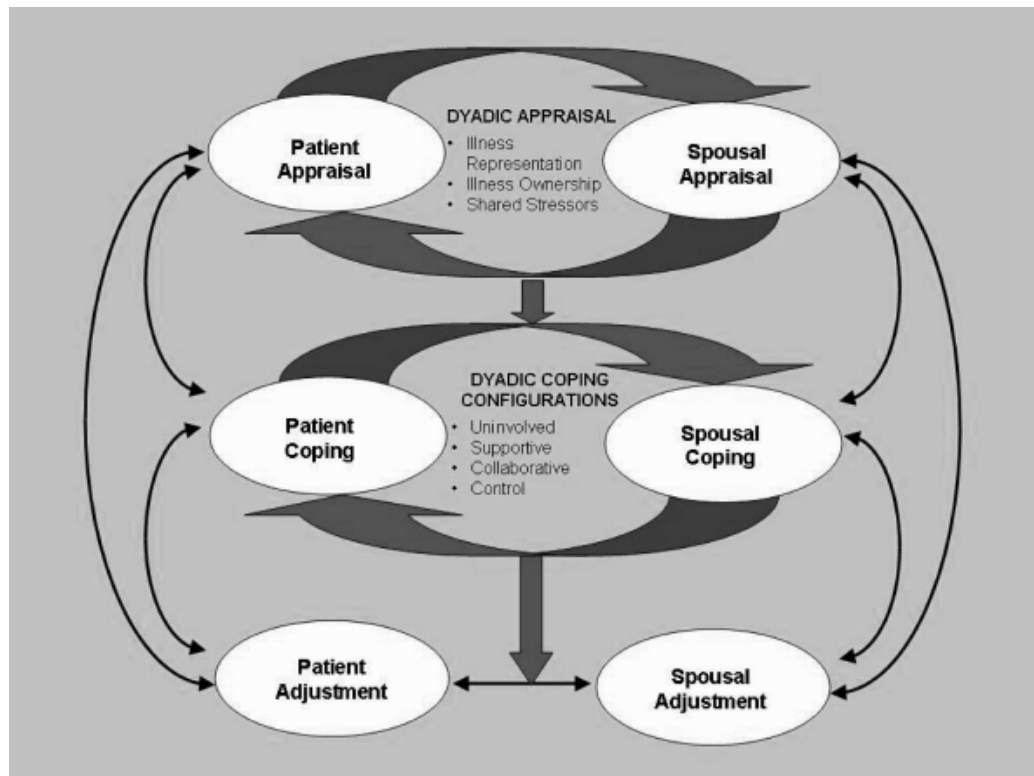 DYADIC APPRAISAL
Patient
Appraisal
• Illness
Representation
• Illness Ownership
• Shared Stressors
Spousal
Appraisal
DYADIC COPING
CONFIGURATIONS
Patient
Coping
• Uninvolved
• Supportive
• Collaborative
• Control
Spousal
Coping
Patient
Adjustment
Spousal
Adjustment